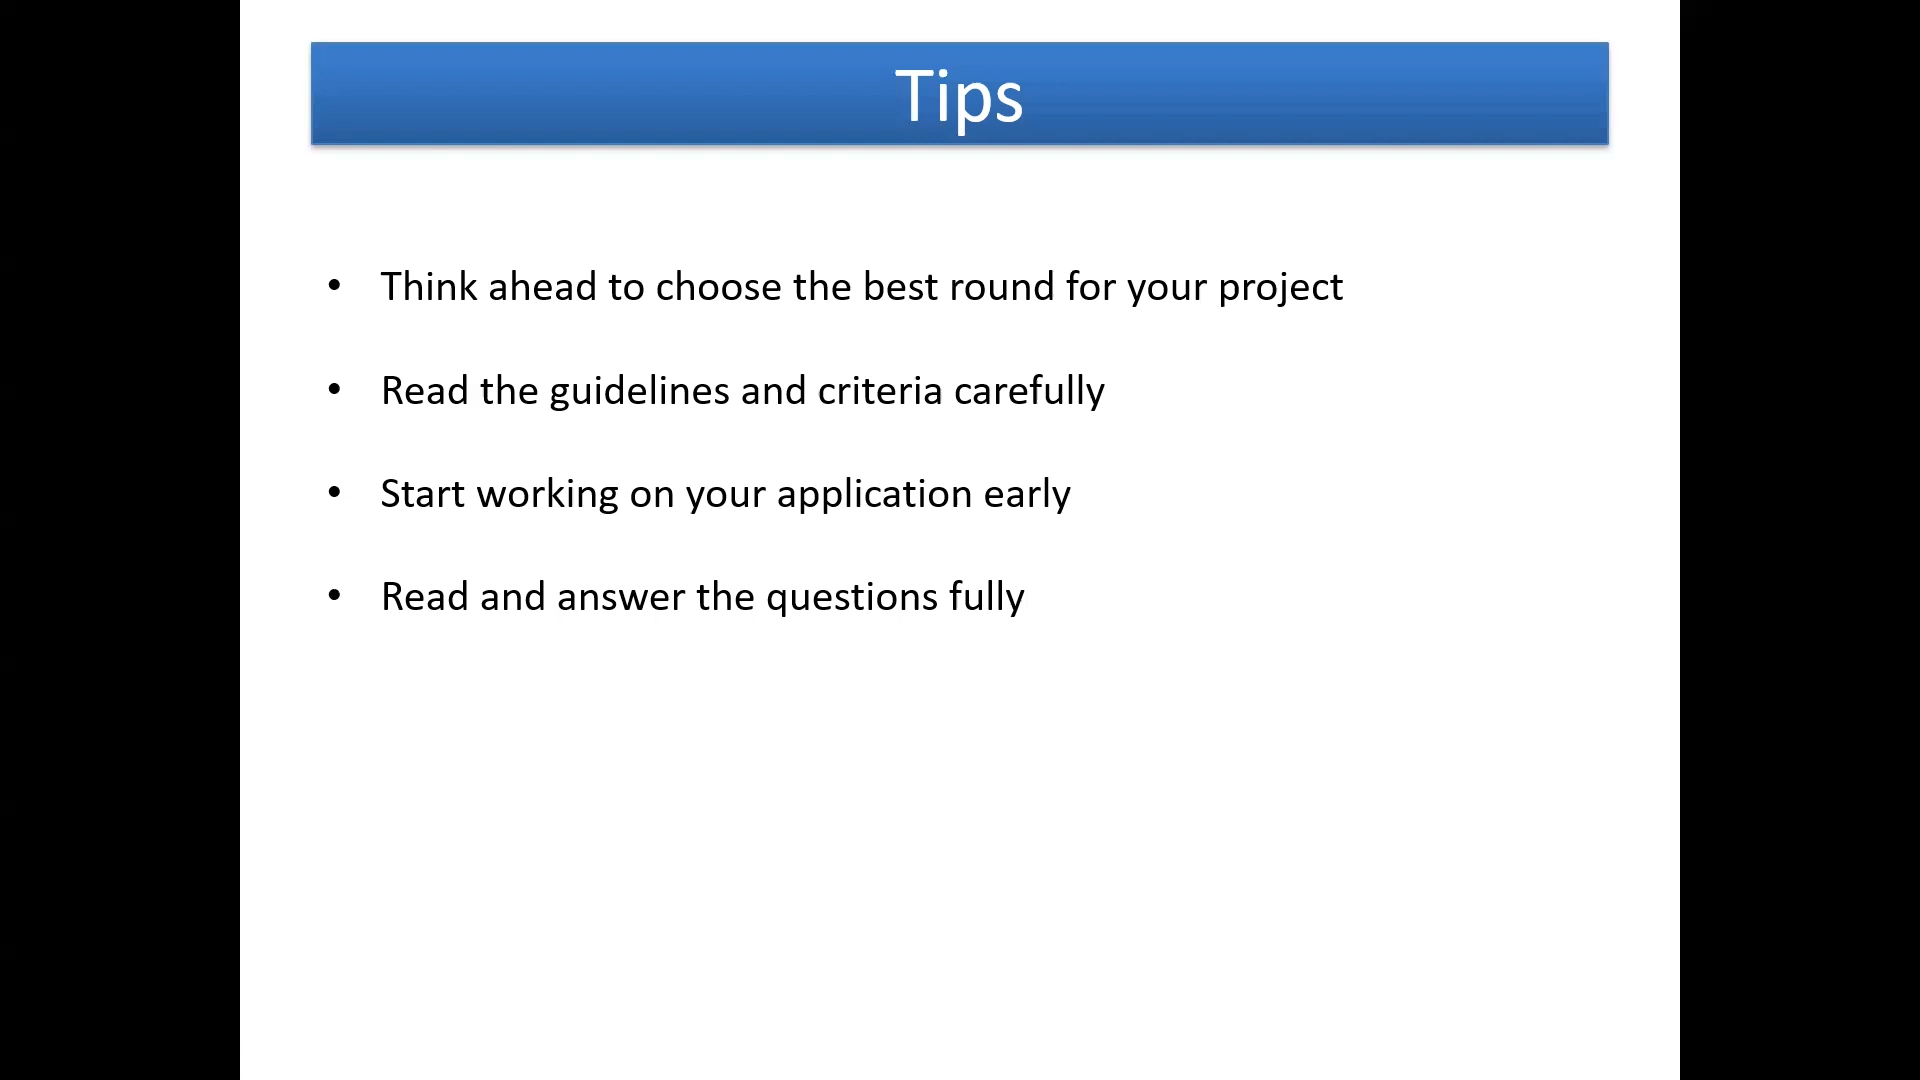 Tips
• Think ahead to choose the best round for your project
• Read the guidelines and criteria carefully
• Start working on your application early
• Read and answer the questions fully